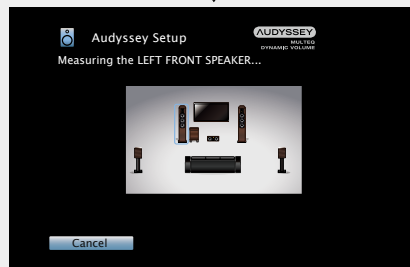 Audyssey Setup
AUDYSSEY
MULTEQ
DYNAMIC VOLUME
Measuring the LEFT FRONT SPEAKER...
Cancel